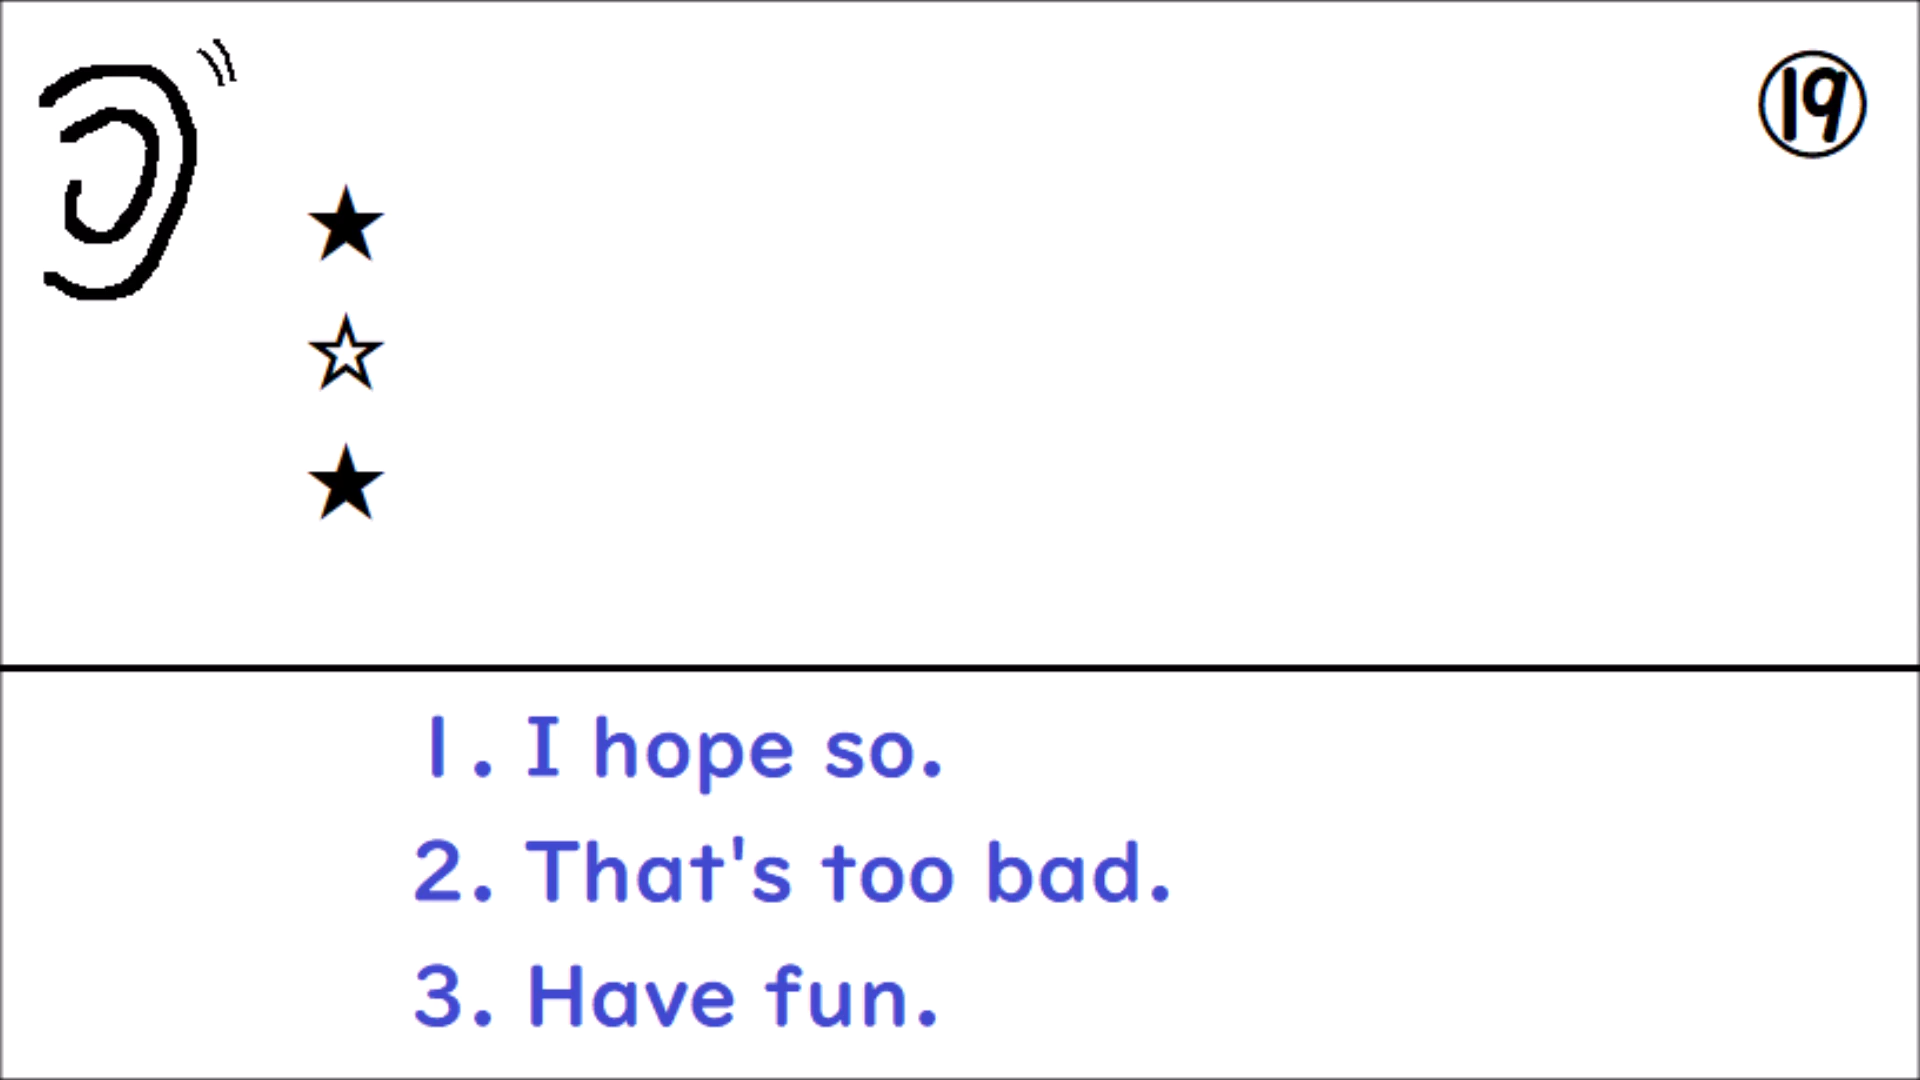 ⑲
★
☆
★
1. I hope so.
2. That's too bad.
3. Have fun.